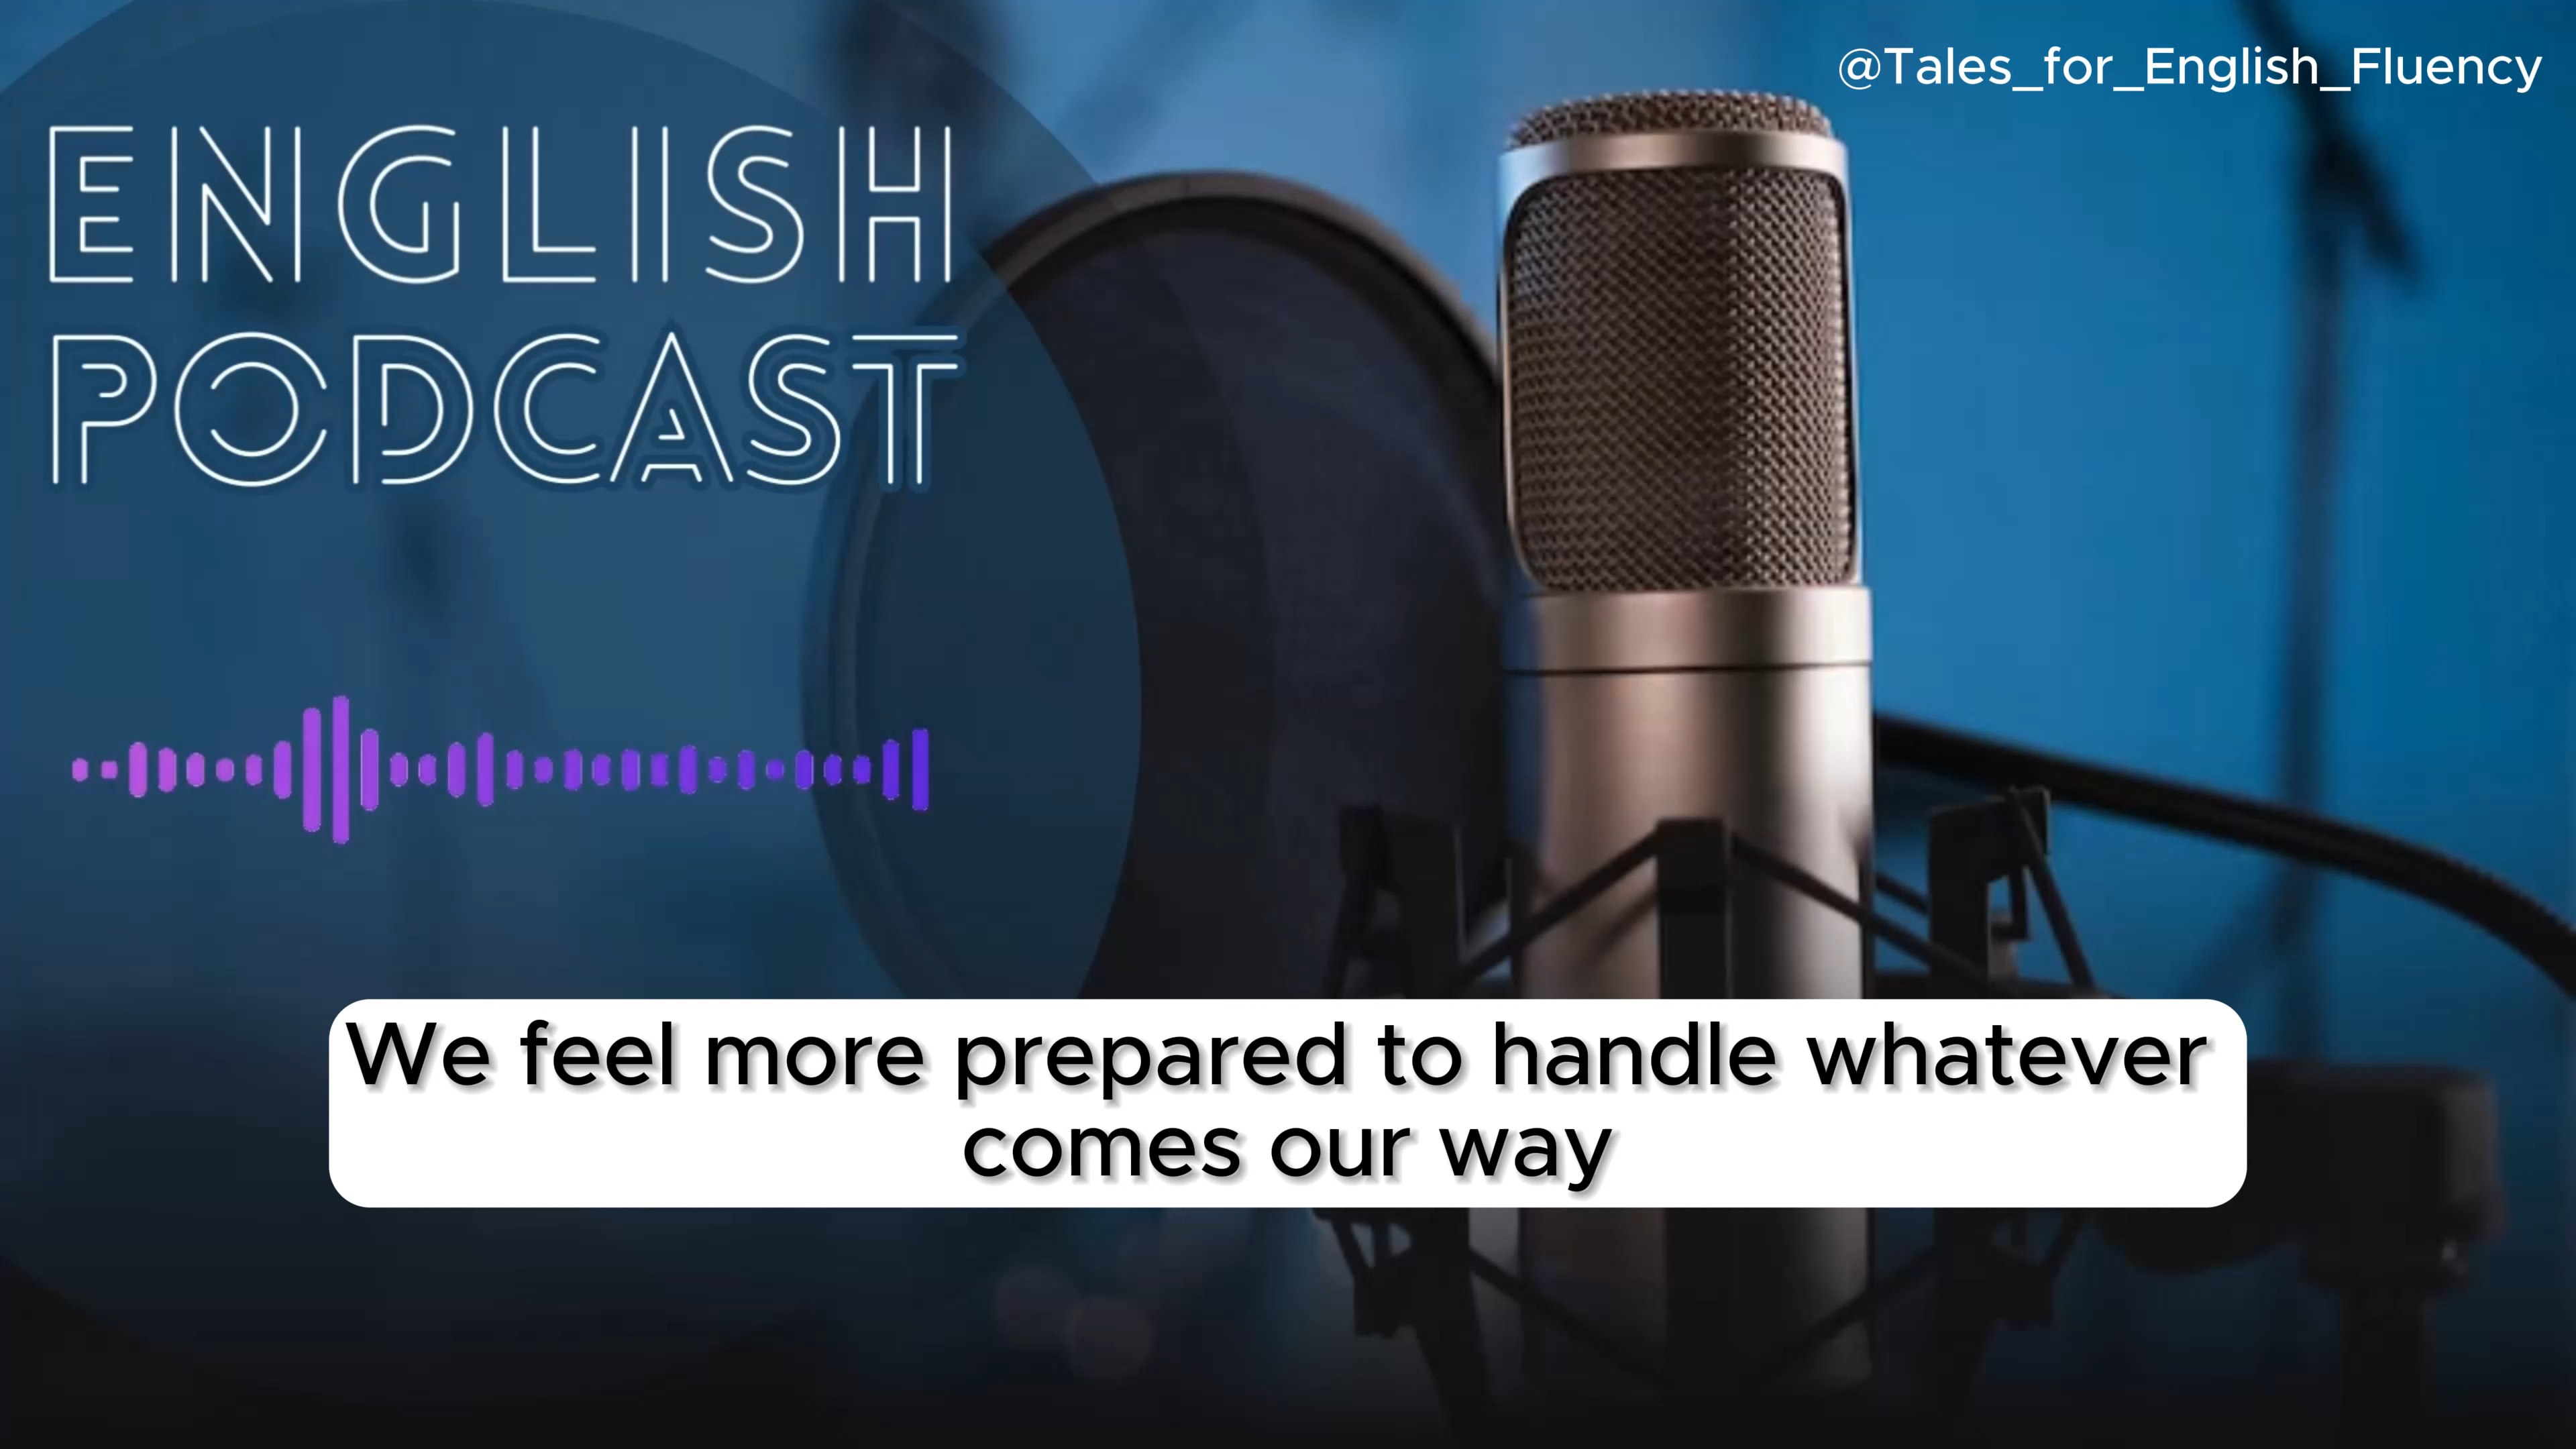 @Tales_for_English_Fluency
ENGLISH
PODCAST
We feel more prepared to handle whatever
comes our way